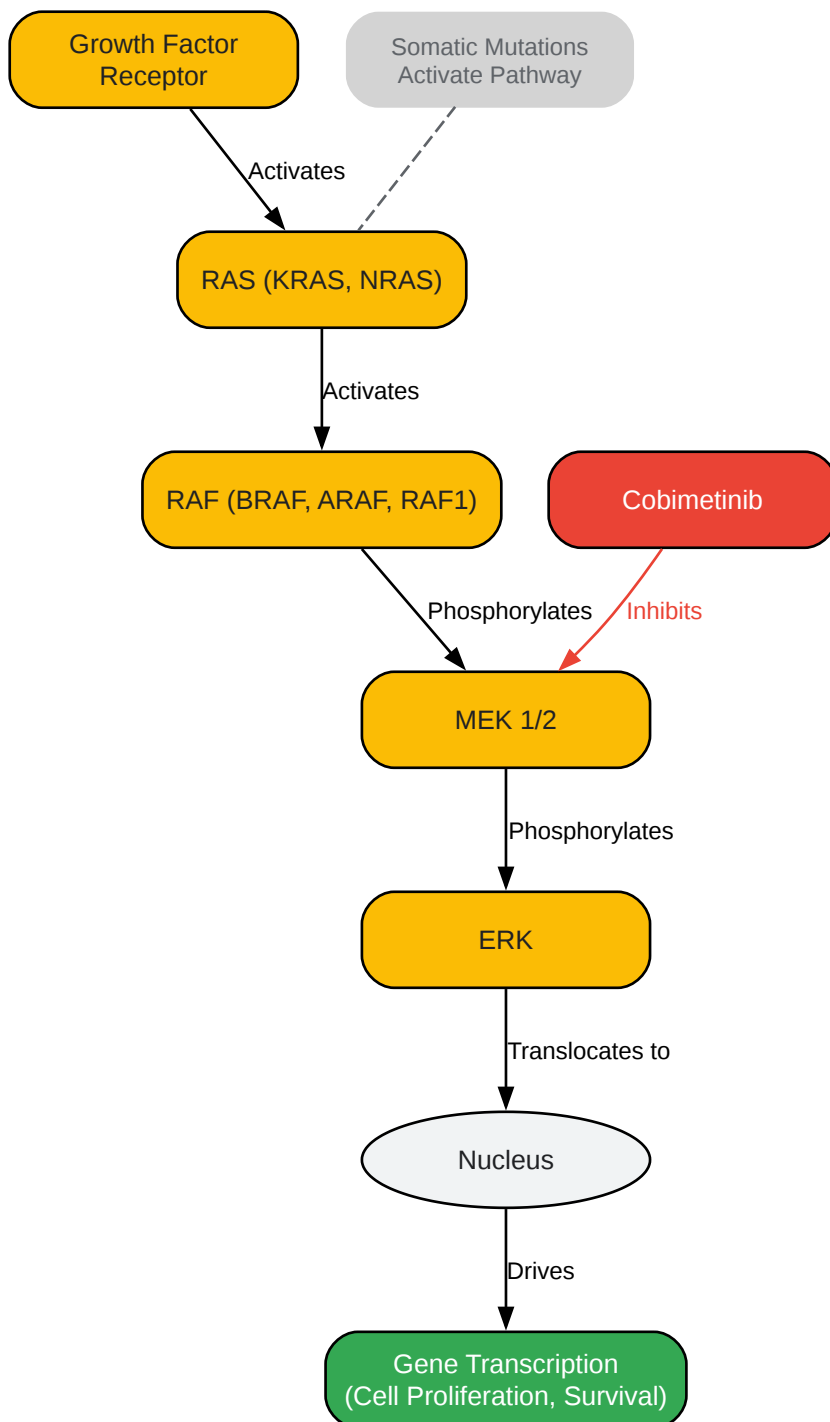 Growth Factor
Receptor
Somatic Mutations
Activate Pathway
Activates
RAS (KRAS, NRAS)
Activates
RAF (BRAF, ARAF, RAF1)
Cobimetinib
Phosphorylates
Inhibits
MEK 1/2
Phosphorylates
ERK
Translocates to
Nucleus
Drives
Gene Transcription
(Cell Proliferation, Survival)